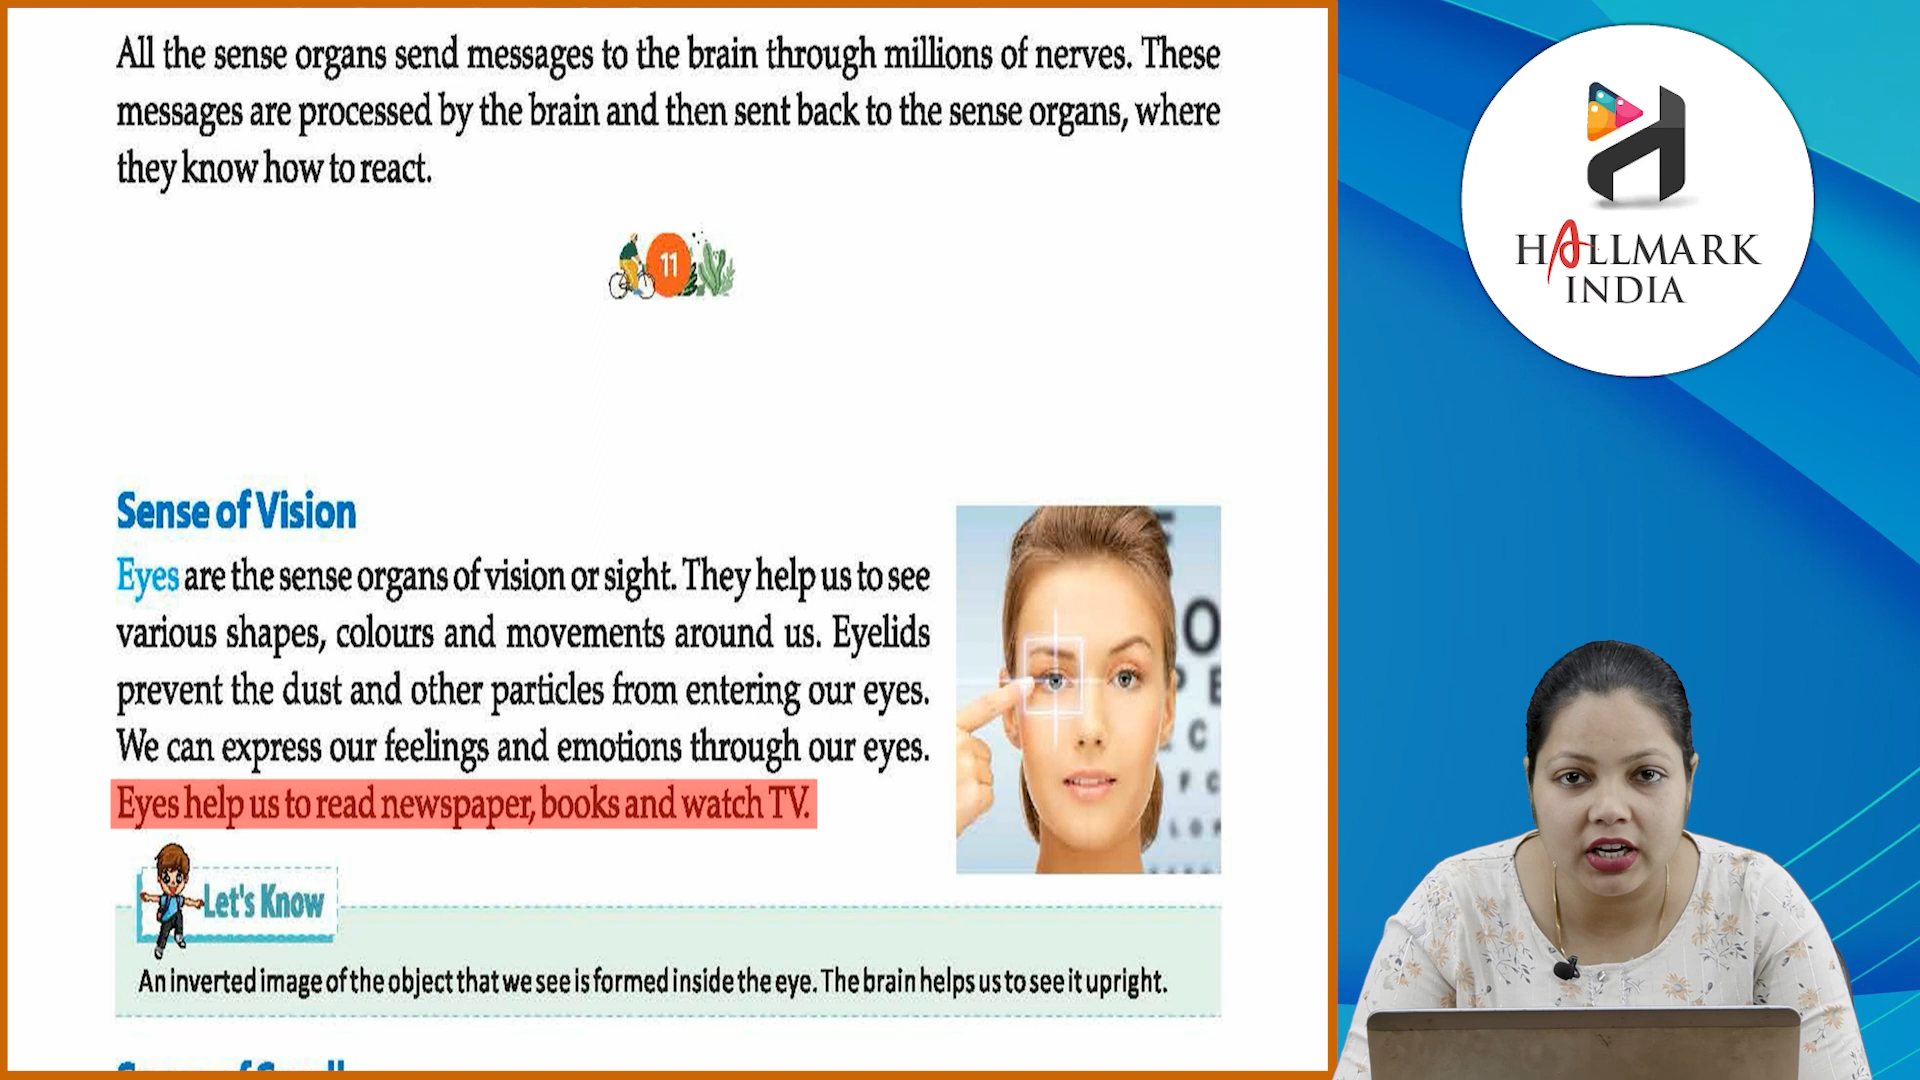 All the sense organs send messages to the brain through millions of nerves. These
messages are processed by the brain and then sent back to the sense organs, where
they know how to react.
11
Sense of Vision
Eyes are the sense organs of vision or sight. They help us to see
various shapes, colours and movements around us. Eyelids
prevent the dust and other particles from entering our eyes.
We can express our feelings and emotions through our eyes.
Eyes help us to read newspaper, books and watch TV.
Let's Know
An inverted image of the object that we see is formed inside the eye. The brain helps us to see it upright.
HALLMARK
INDIA